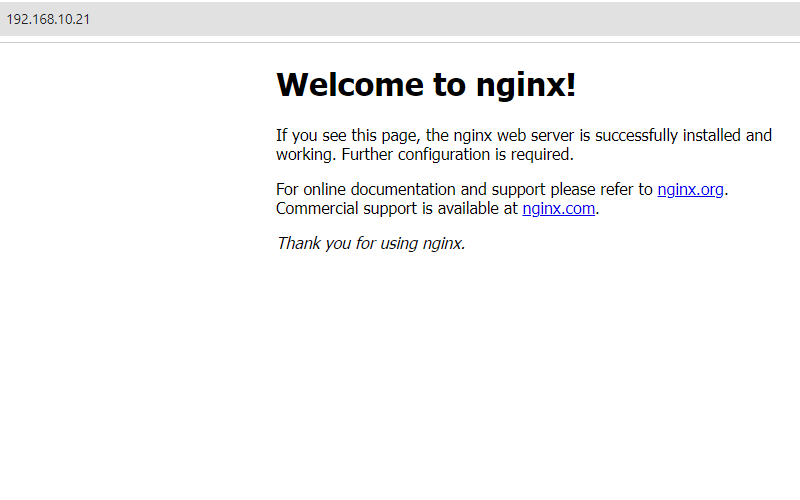 192.168.10.21
Welcome to nginx!
If you see this page, the nginx web server is successfully installed and
working. Further configuration is required.
For online documentation and support please refer to nginx.org.
Commercial support is available at nginx.com.
Thank you for using nginx.